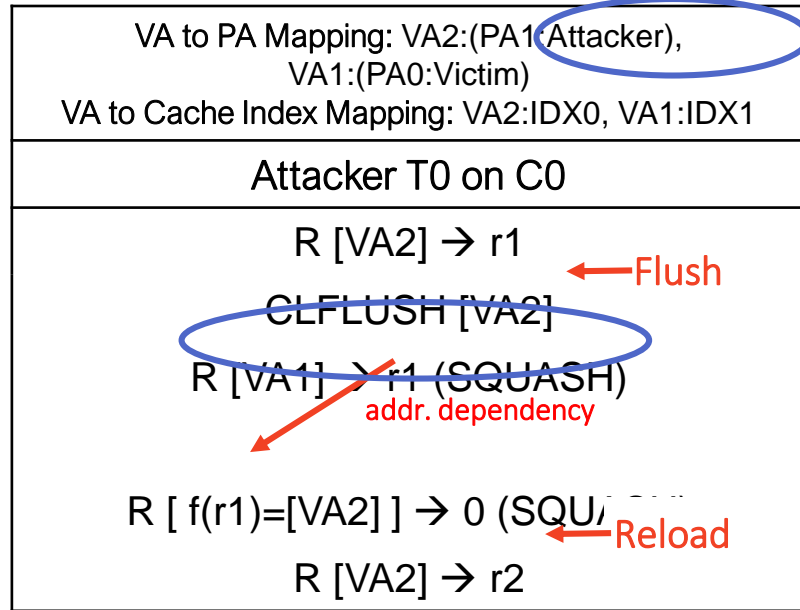 VA to PA Mapping: VA2:(PA1:Attacker),
VA1:(PA0:Victim)
VA to Cache Index Mapping: VA2:IDX0, VA1:IDX1
Attacker T0 on C0
R [VA2] → r1
Flush
CLFLUSH [VA2]
R [VA1] → r1 (SQUASH)
addr. dependency
R [ f(r1)=[VA2] ] → 0
Reload
R [VA2] → r2